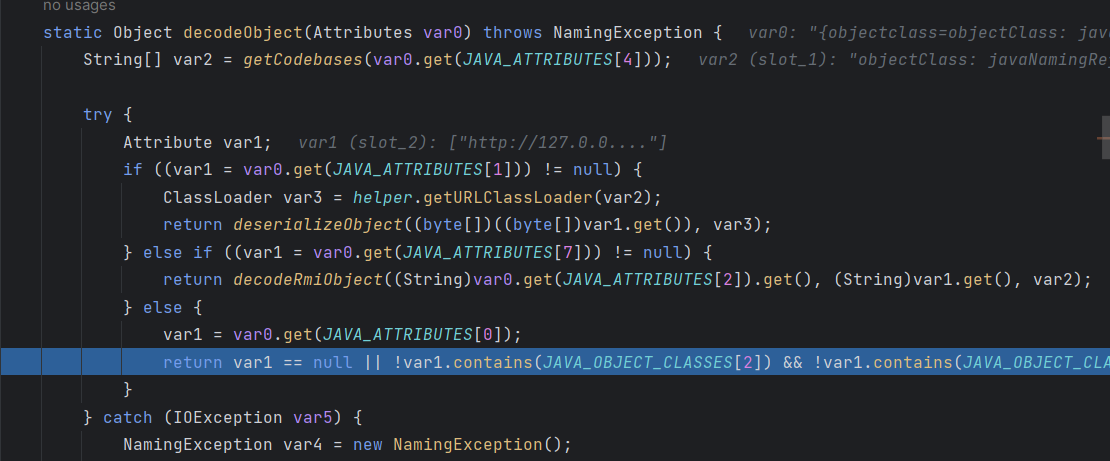 no usages
static Object decodeObject(Attributes var0) throws NamingException {   var0: "{objectclass=objectClass: jav
    String[] var2 = getCodebases(var0.get(JAVA_ATTRIBUTES[4]));   var2 (slot_1): "objectClass: javaNamingRe
    try {
        Attribute var1;   var1 (slot_2): ["http://127.0.0...."]
        if ((var1 = var0.get(JAVA_ATTRIBUTES[1])) != null) {
            ClassLoader var3 = helper.getURLClassLoader(var2);
            return deserializeObject((byte[])((byte[])var1.get()), var3);
        } else if ((var1 = var0.get(JAVA_ATTRIBUTES[7])) != null) {
            return decodeRmiObject((String)var0.get(JAVA_ATTRIBUTES[2]).get(), (String)var1.get(), var2);
        } else {
            var1 = var0.get(JAVA_ATTRIBUTES[0]);
            return var1 == null || !var1.contains(JAVA_OBJECT_CLASSES[2]) && !var1.contains(JAVA_OBJECT_CLA
        }
    } catch (IOException var5) {
        NamingException var4 = new NamingException();